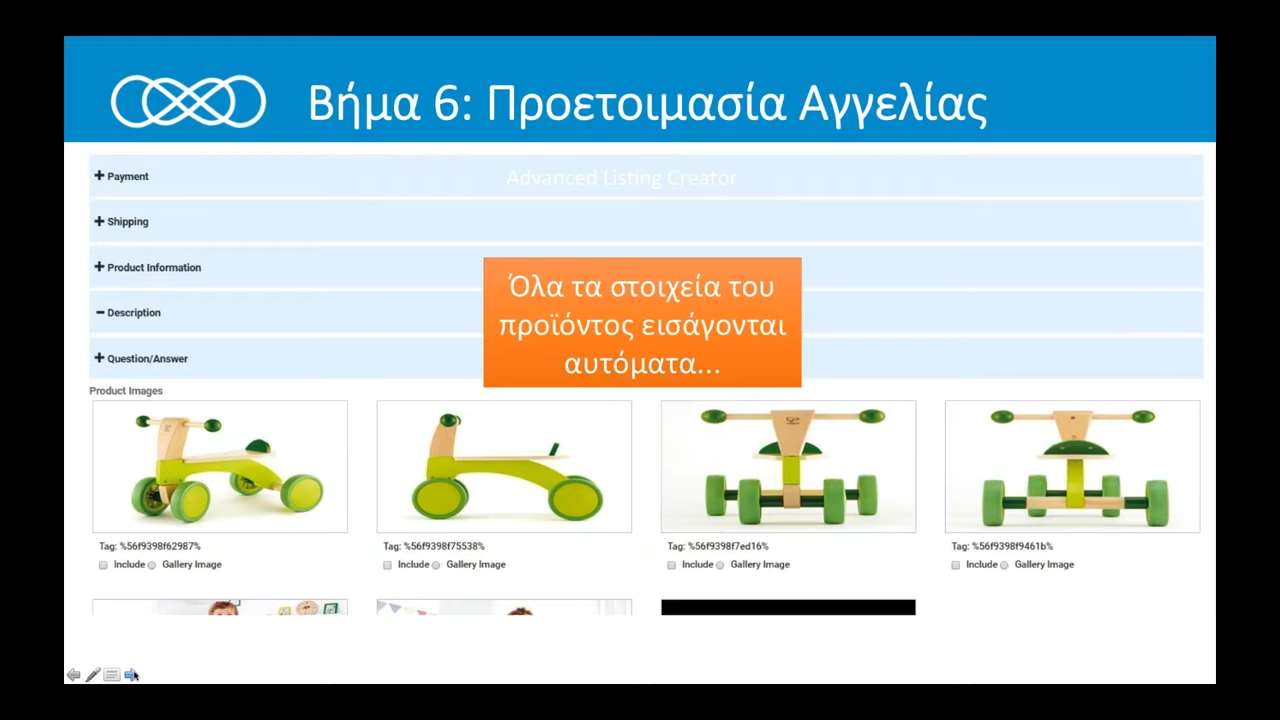 Βήμα 6: Προετοιμασία Αγγελίας
Payment
Advanced Listing Creator
Shipping
Product Information
Description
Question/Answer
Όλα τα στοιχεία του
προϊόντος εισάγονται
αυτόματα...
Product Images
Tag: %56f9398f62987% Tag: %56f9398f75538% Tag: %56f9398f7ed16% Tag: %56f9398f9461b%
Include Gallery Image Include Gallery Image Include Gallery Image Include Gallery Image